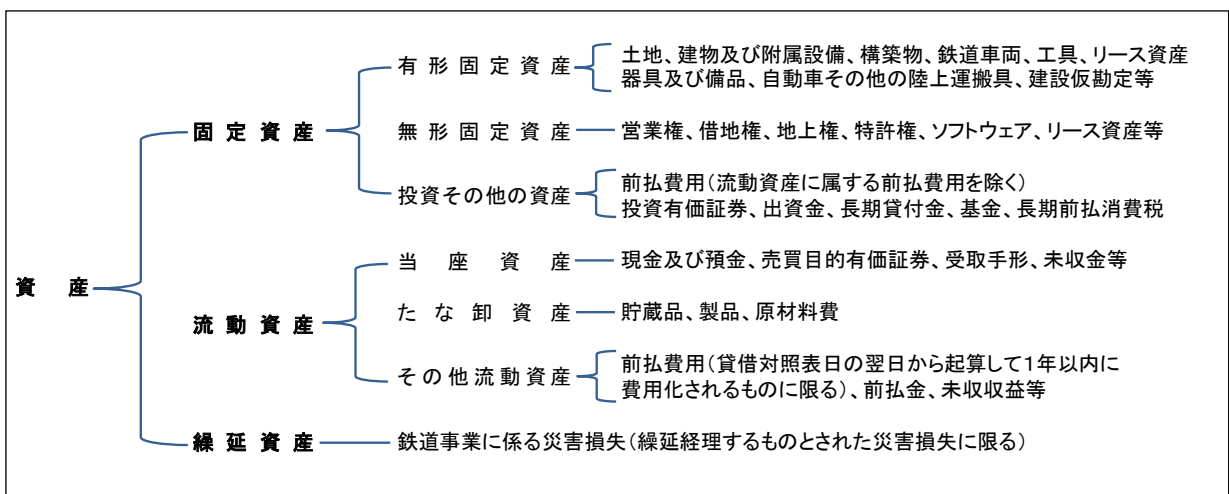 有形固定資産
土地、建物及び附属設備、構築物、鉄道車両、工具、リース資産
器具及び備品、自動車その他の陸上運搬具、建設仮勘定等
固定資産
無形固定資産
営業権、借地権、地上権、特許権、ソフトウェア、リース資産等
投資その他の資産
前払費用(流動資産に属する前払費用を除く)
投資有価証券、出資金、長期貸付金、基金、長期前払消費税
資産
当座資産
現金及び預金、売買目的有価証券、受取手形、未収金等
流動資産
たな卸資産
貯蔵品、製品、原材料費
その他流動資産
前払費用(貸借対照表日の翌日から起算して1年以内に
費用化されるものに限る)、前払金、未収収益等
繰延資産
鉄道事業に係る災害損失(繰延経理するものとされた災害損失に限る)